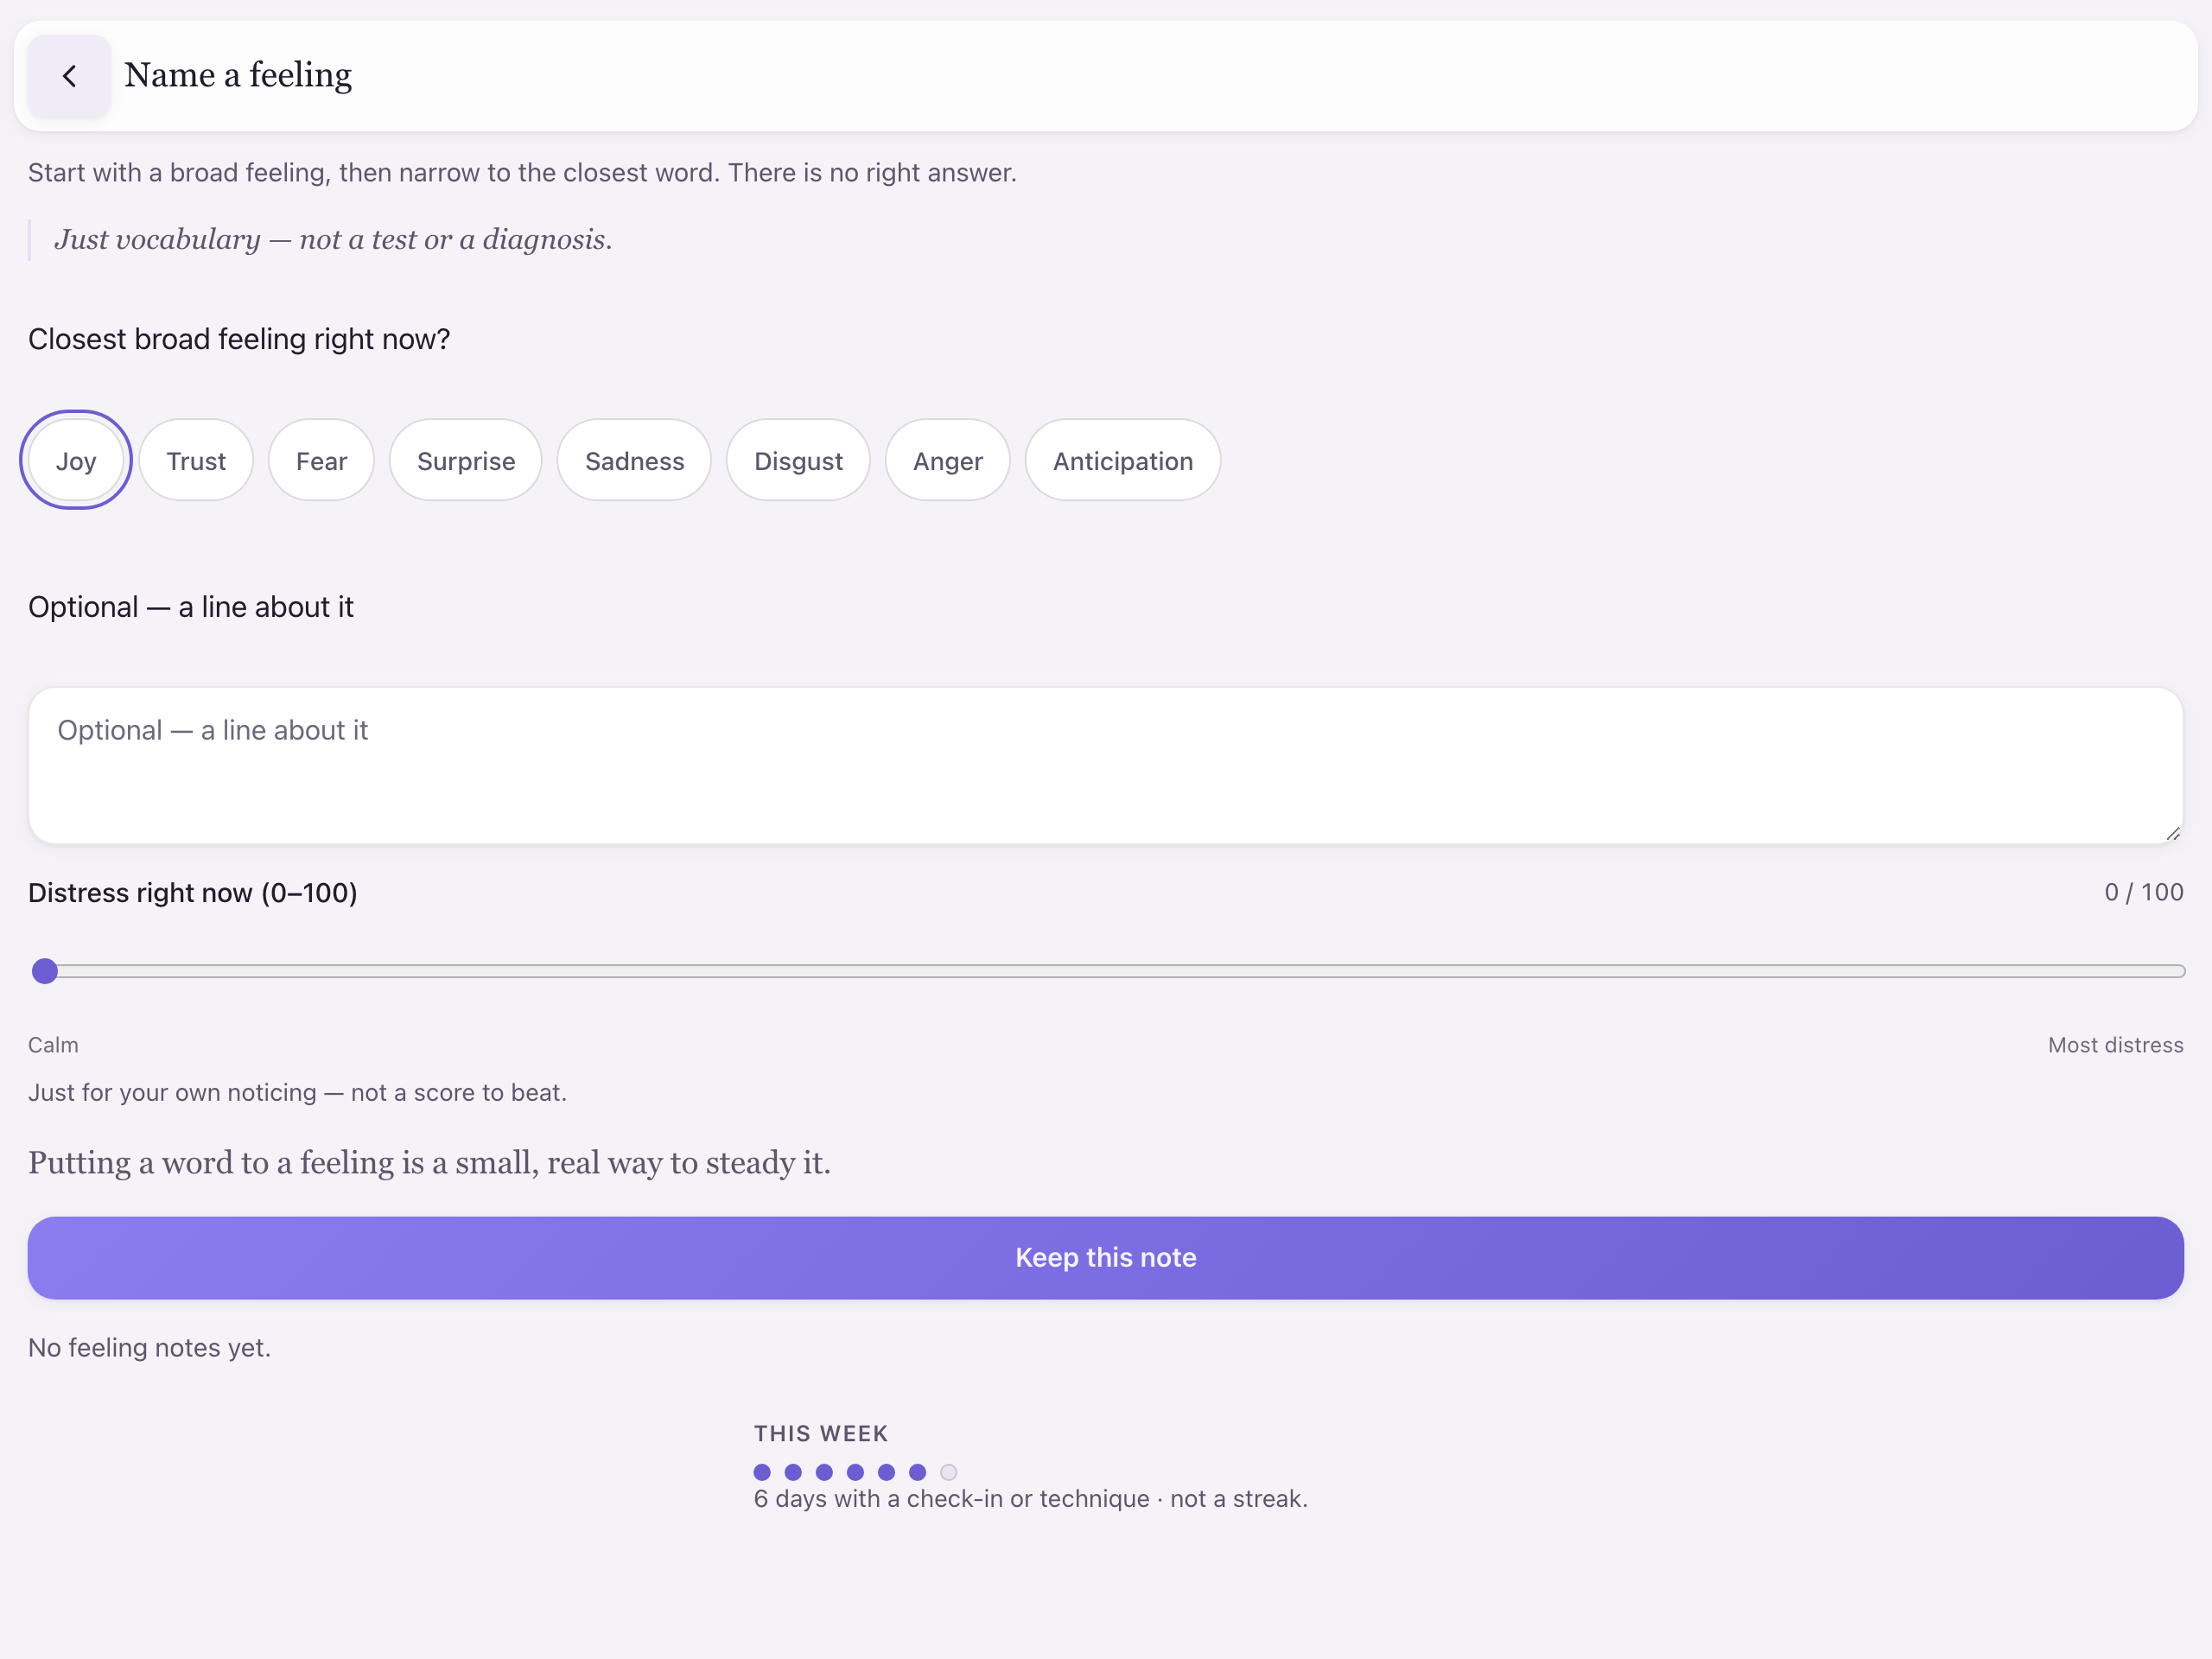 Name a feeling
Start with a broad feeling, then narrow to the closest word. There is no right answer.
Just vocabulary — not a test or a diagnosis.
Closest broad feeling right now?
Joy Trust Fear Surprise Sadness Disgust Anger Anticipation
Optional — a line about it
Optional — a line about it
Distress right now (0–100) 0 / 100
Calm Most distress
Just for your own noticing — not a score to beat.
Putting a word to a feeling is a small, real way to steady it.
Keep this note
No feeling notes yet.
THIS WEEK
6 days with a check-in or technique · not a streak.